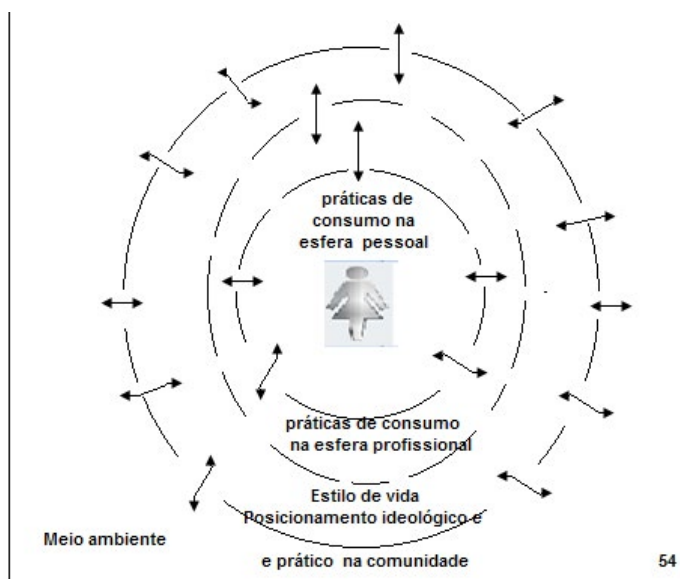 práticas de
consumo na
esfera pessoal
práticas de consumo
na esfera profissional
Estilo de vida
Posicionamento ideológico e
Meio ambiente
e prático na comunidade
54